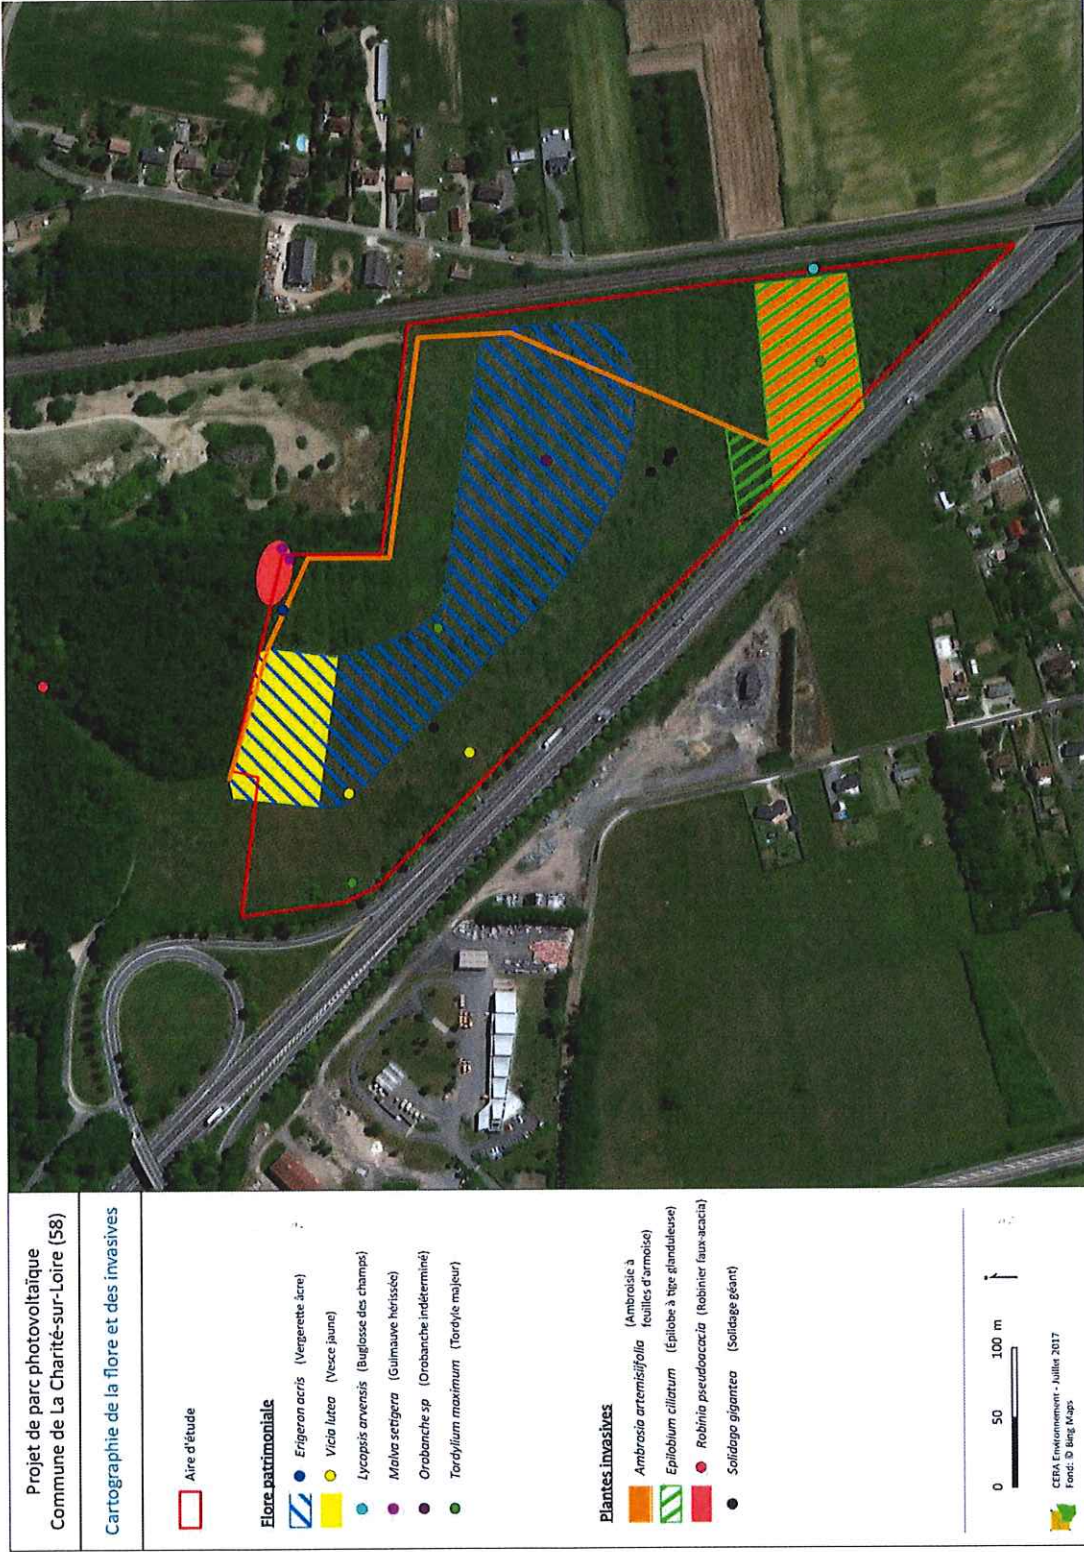 Projet de parc photovoltaïque
Commune de La Charité-sur-Loire (58)
Cartographie de la flore et des invasives
Aire d'étude
Flore patrimoniale
Erigeron acris (Vergerette âcre)
Vicia lutea (Vesce jaune)
Lycopsis arvensis (Buglosse des champs)
Malva setigera (Guimauve hérissée)
Orobanche sp (Orobanche indéterminé)
Tordylium maximum (Tordyle majeur)
Plantes invasives
Ambrosia artemisiifolia (Ambroisie à
feuilles d'armoise)
Epilobium ciliatum (Épilobe à tige glanduleuse)
Robinia pseudoacacia (Robinier faux-acacia)
Solidago gigantea (Solidage géant)
0 50 100 m
CERA Environnement - Juillet 2017
Fond: © Bing Maps